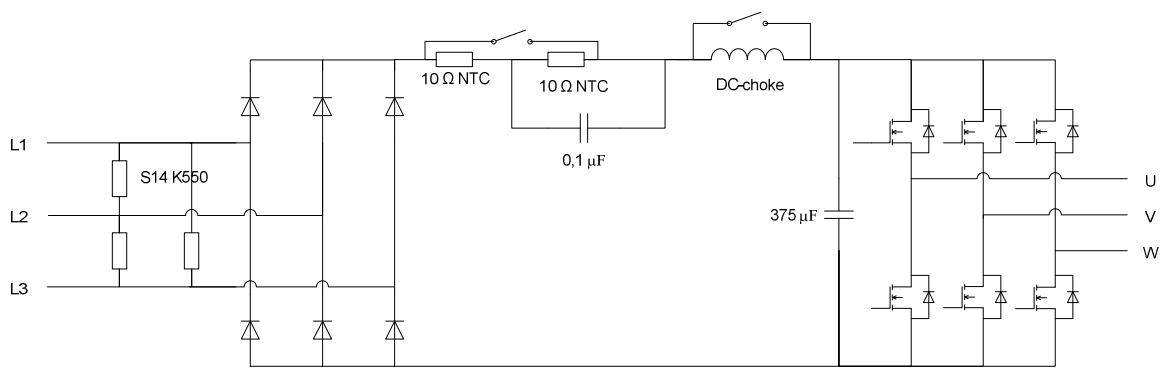 10 Ω NTC
10 Ω NTC
DC-choke
L1
0,1 μF
S14 K550
U
L2
375 μF
V
W
L3